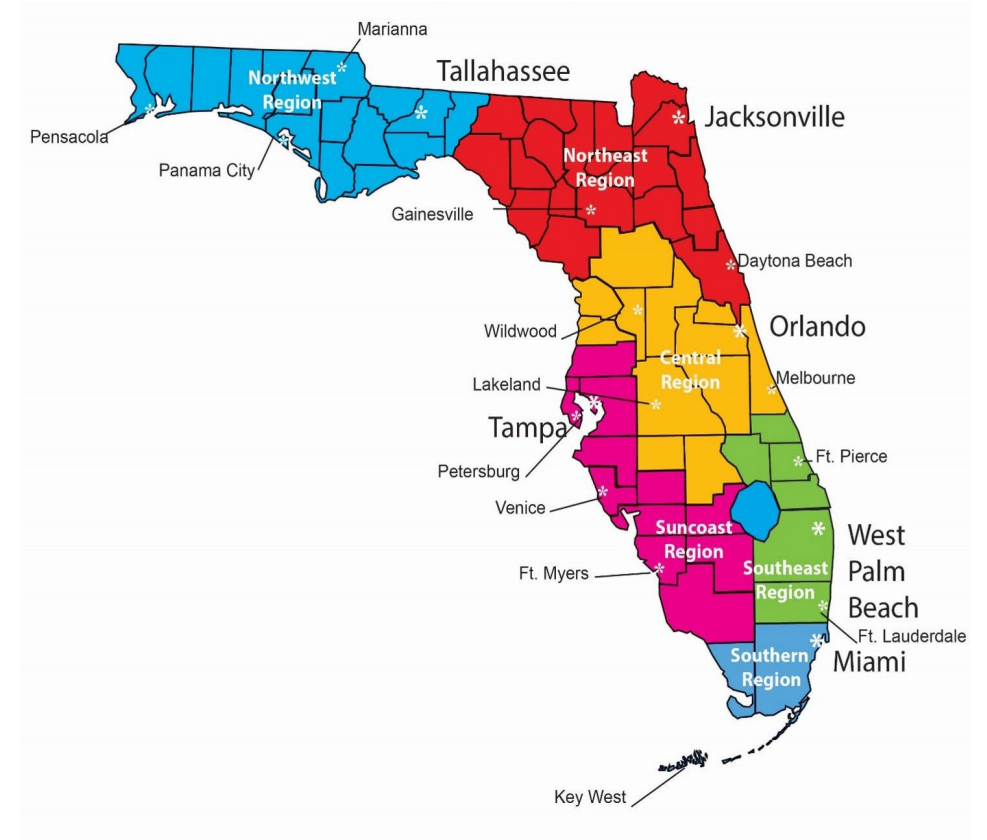 Marianna
Tallahassee
Northwest
Region
Jacksonville
Pensacola
Panama City
Northeast
Region
Gainesville
Daytona Beach
Orlando
Wildwood
Central
Region
Melbourne
Lakeland
Tampa
Ft. Pierce
Petersburg
Venice
Suncoast
Region
West
Palm
Beach
Ft. Myers
Southeast
Region
Ft. Lauderdale
Miami
Southern
Region
Key West